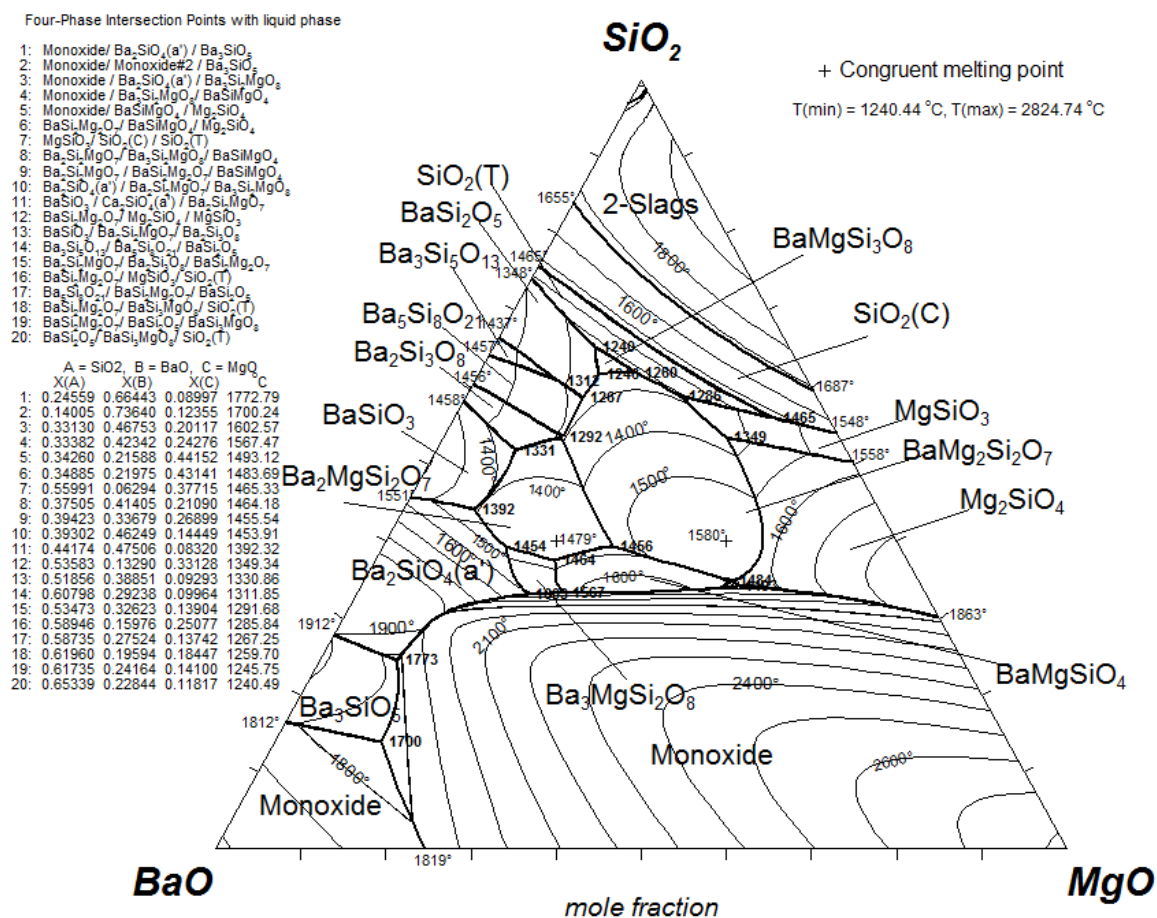 Four-Phase Intersection Points with liquid phase
1: Monoxide/ Ba2SiO4(a') / Ba3SiO5
2: Monoxide/ Monoxide#2 / Ba3SiO5
3: Monoxide / Ba2SiO4(a') / Ba3Si2MgO8
4: Monoxide / Ba3Si2MgO8/ BaSiMgO4
5: Monoxide/ BaSiMgO4 / Mg2SiO4
6: BaSi2Mg2O7/ BaSiMgO4/ Mg2SiO4
7: MgSiO3/ SiO2(C) / SiO2(T)
8: Ba2Si2MgO7/ Ba3Si2MgO8/ BaSiMgO4
9: Ba2Si2MgO7 / BaSi2Mg2O7/ BaSiMgO4
10: Ba2SiO4(a') / Ba2Si2MgO7/ Ba3Si2MgO8
11: BaSiO3 / Ca2SiO4(a') / Ba2Si2MgO7
12: BaSi2Mg2O7/ Mg2SiO4 / MgSiO3
13: BaSiO3/ Ba2Si2MgO7/ Ba2Si3O8
14: Ba3Si5O13/ Ba5Si8O21/ BaSi2O5
15: Ba2Si2MgO7/ Ba2Si3O8/ BaSi2Mg2O7
16: BaSi2Mg2O7/ MgSiO3/ SiO2(T)
17: Ba5Si8O21/ BaSi2Mg2O7/ BaSi2O5
18: BaSi2Mg2O7/ BaSi3MgO8/ SiO2(T)
19: BaSi2Mg2O7/ BaSi2O5/ BaSi3MgO8
20: BaSi2O5/ BaSi3MgO8/ SiO2(T)
A = SiO2, B = BaO, C = MgO
X(A) X(B) X(C) °C
1: 0.24559 0.66443 0.08997 1772.79
2: 0.14005 0.73640 0.12355 1700.24
3: 0.33130 0.46753 0.20117 1602.57
4: 0.33382 0.42342 0.24276 1567.47
5: 0.34260 0.21588 0.44152 1493.12
6: 0.34885 0.21975 0.43141 1483.69
7: 0.55991 0.06294 0.37715 1465.33
8: 0.37505 0.41405 0.21090 1464.18
9: 0.39423 0.33679 0.26899 1455.54
10: 0.39302 0.46249 0.14449 1453.91
11: 0.44174 0.47506 0.08320 1392.32
12: 0.53583 0.13290 0.33128 1349.34
13: 0.51856 0.38851 0.09293 1330.86
14: 0.60798 0.29238 0.09964 1311.85
15: 0.53473 0.32623 0.13904 1291.68
16: 0.58946 0.15976 0.25077 1285.84
17: 0.58735 0.27524 0.13742 1267.25
18: 0.61960 0.19594 0.18447 1259.70
19: 0.61735 0.24164 0.14100 1245.75
20: 0.65339 0.22844 0.11817 1240.49
SiO2
+ Congruent melting point
T(min) = 1240.44 °C, T(max) = 2824.74 °C
SiO2(T)
1655°
2-Slags
BaSi2O5
BaMgSi3O8
1800°
Ba3Si5O13
1465°
1348°
1600°
SiO2(C)
Ba5Si8O21
1437°
1240
Ba2Si3O8
1457°
1312
1246
1260
1687°
1456°
1267
1286
1465
1548°
MgSiO3
BaSiO3
1458°
1292
1400°
1349
1558°
BaMg2Si2O7
1400°
1331
Ba2MgSi2O7
1400°
1500°
Mg2SiO4
1551°
1392
1600°
1500°
1479°
1580°
1600°
1454
1456
1464
Ba2SiO4(a')
1600°
1484
1603
1567
1863°
1912°
1900°
2100°
1773
BaMgSiO4
Ba3MgSi2O8
2400°
Ba3SiO5
1812°
1700
Monoxide
1800°
Monoxide
1819°
BaO
MgO
mole fraction